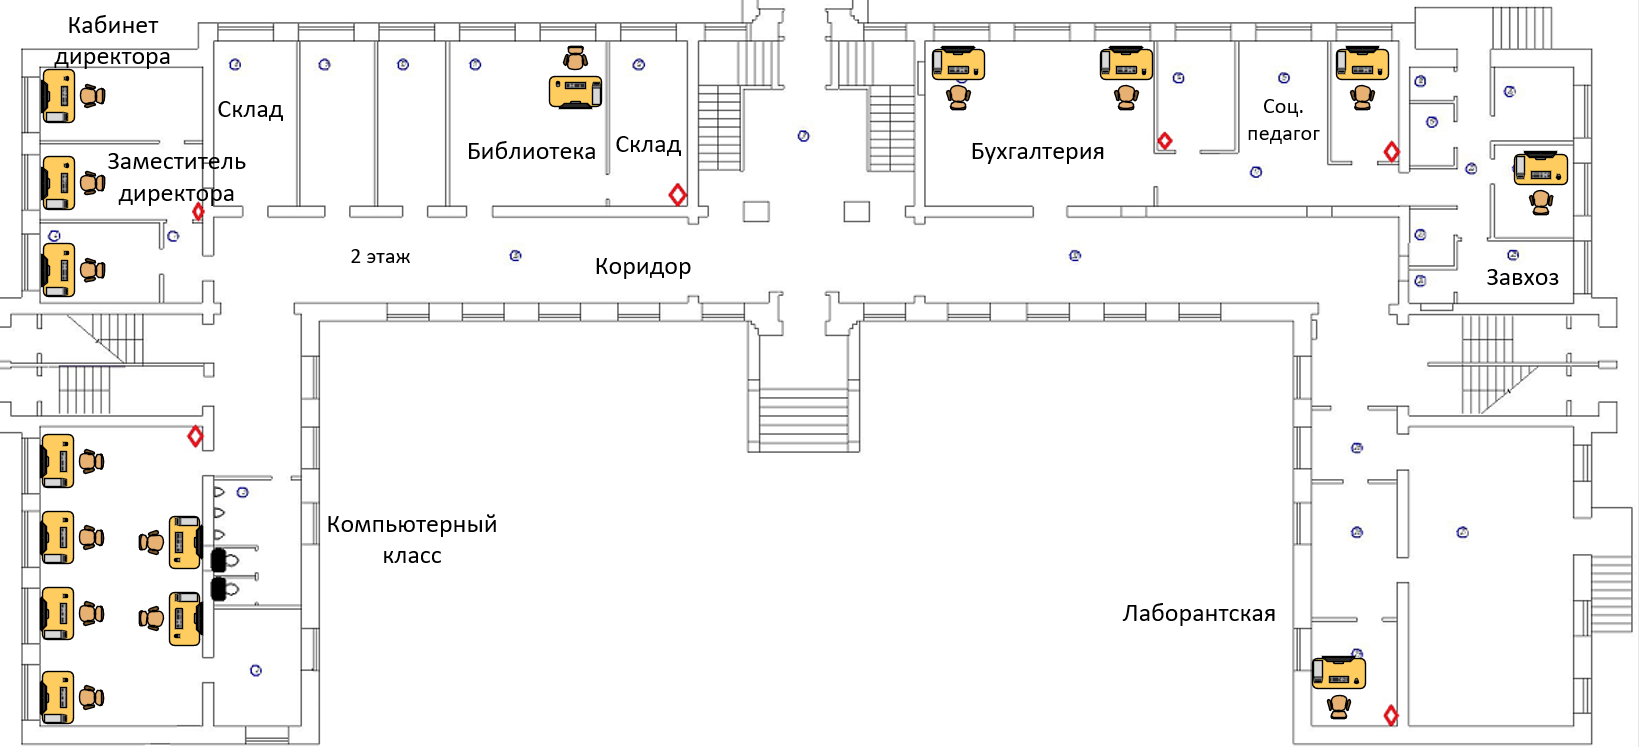 Кабинет
директора
Склад
Заместитель
директора
Библиотека
Склад
Бухгалтерия
Соц.
педагог
2 этаж
Коридор
Завхоз
Компьютерный
класс
Лаборантская